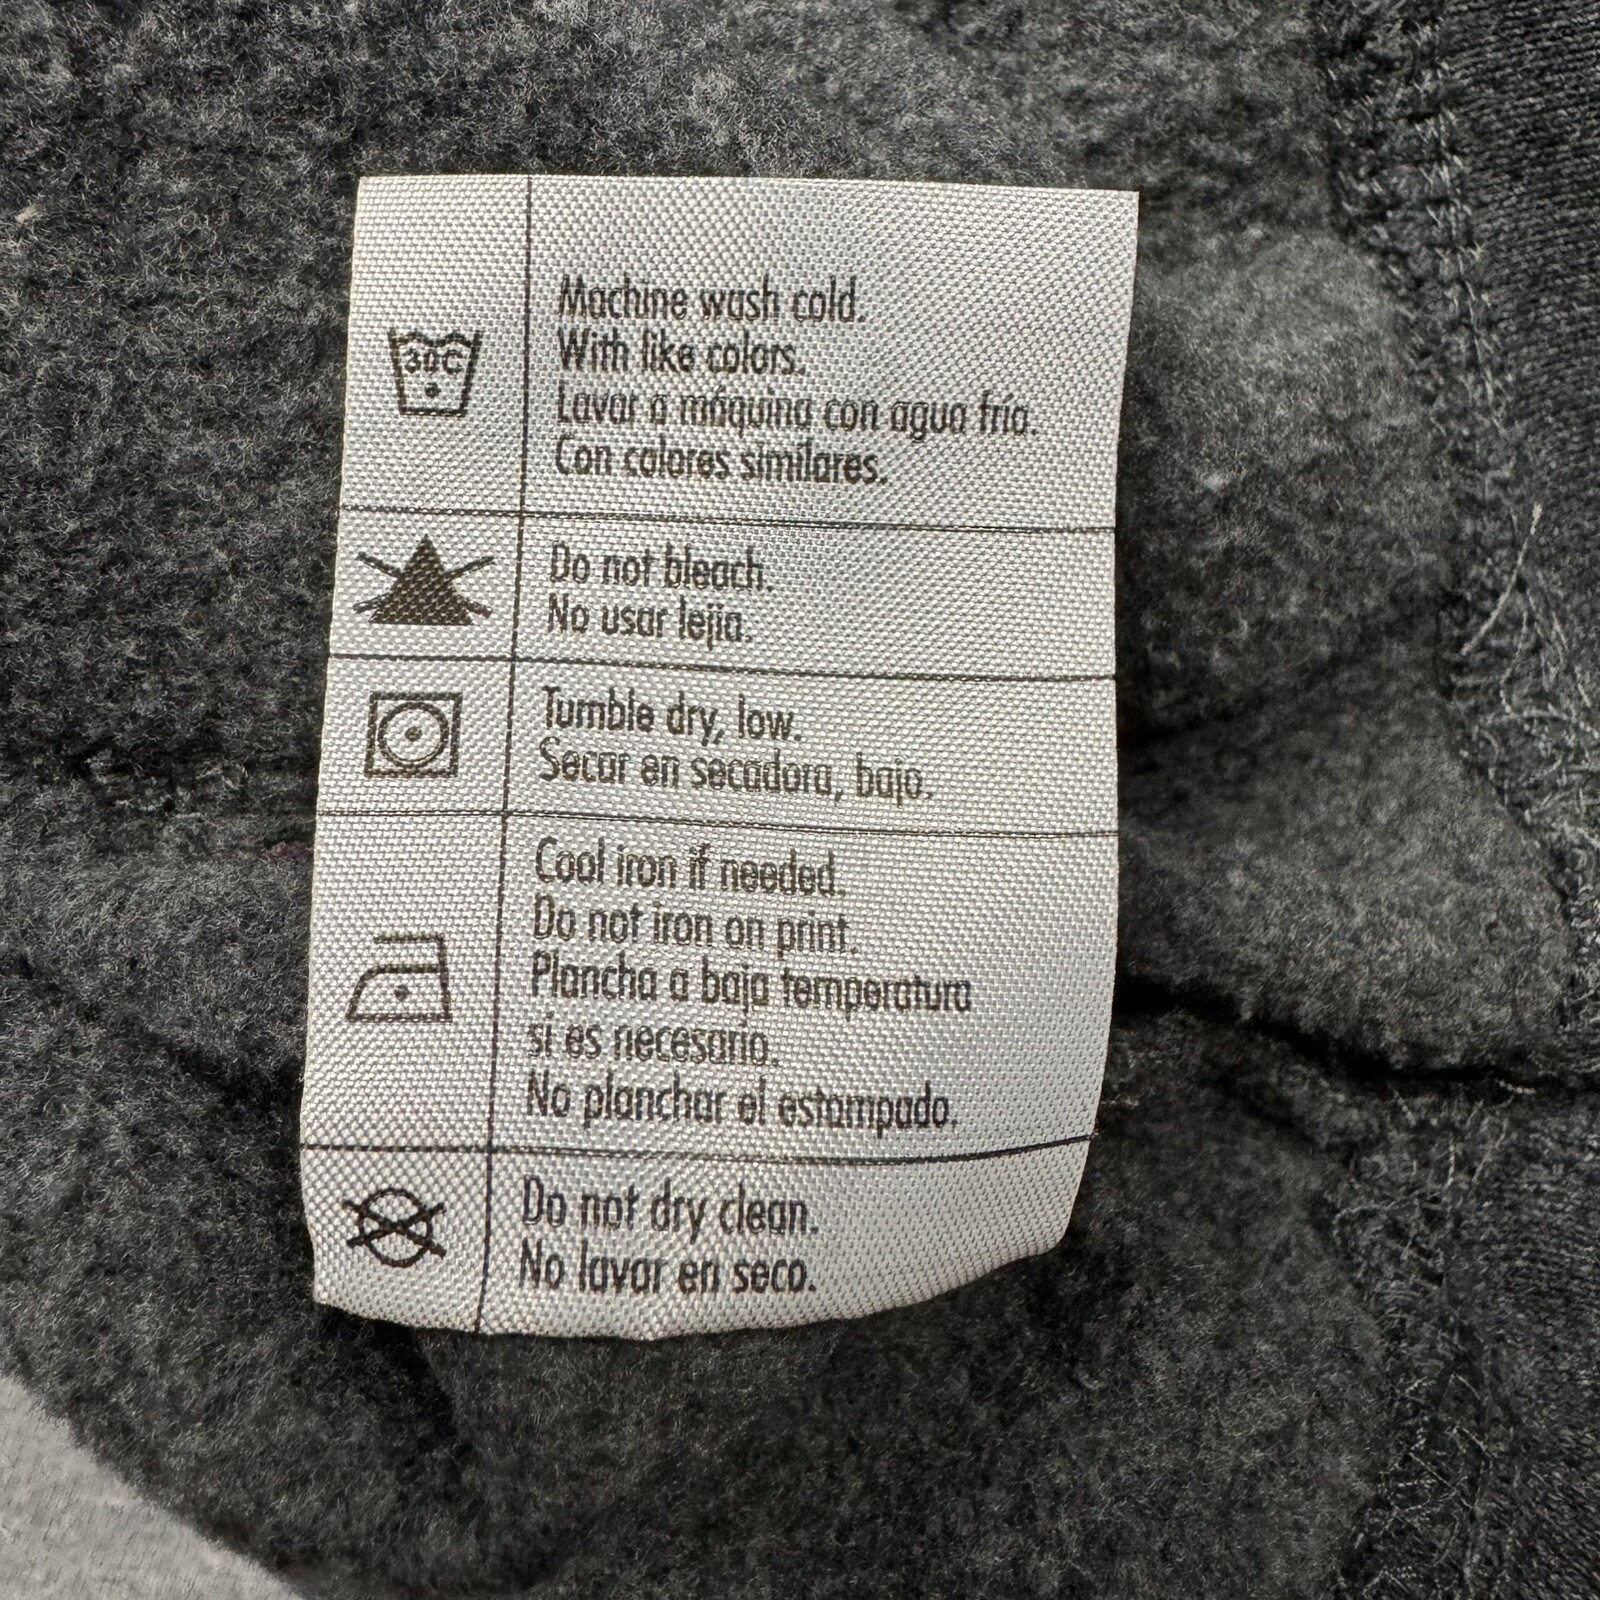 30C
Machine wash cold.
With like colors.
Lavar a máquina con agua fría.
Con colores similares.
Do not bleach.
No usar lejia.
Tumble dry, low.
Secar en secadora, bajo.
Cool iron if needed.
Do not iron on print.
Plancha a baja temperatura
si es necesario.
No planchar el estampado.
Do not dry clean.
No lavar en seco.